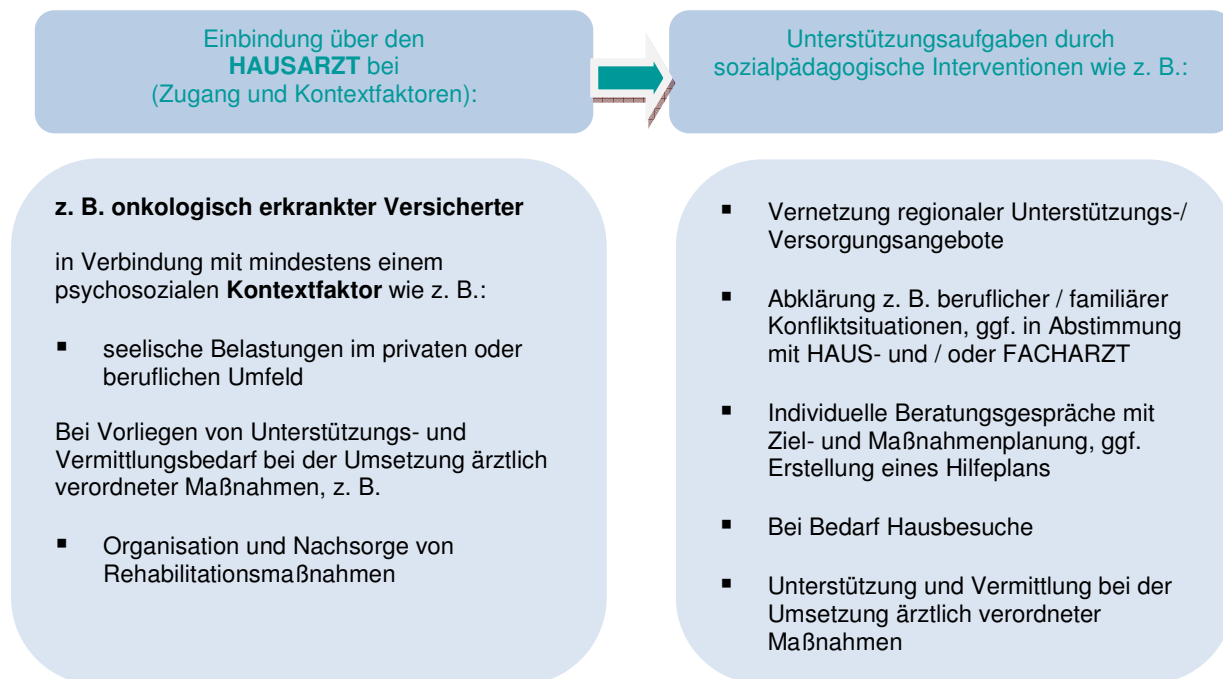 Einbindung über den
HAUSARZT bei
(Zugang und Kontextfaktoren):
Unterstützungsaufgaben durch
sozialpädagogische Interventionen wie z. B.:
z. B. onkologisch erkrankter Versicherter
in Verbindung mit mindestens einem
psychosozialen Kontextfaktor wie z. B.:
▪ seelische Belastungen im privaten oder
beruflichen Umfeld
Bei Vorliegen von Unterstützungs- und
Vermittlungsbedarf bei der Umsetzung ärztlich
verordneter Maßnahmen, z. B.
▪ Organisation und Nachsorge von
Rehabilitationsmaßnahmen
▪ Vernetzung regionaler Unterstützungs-/
Versorgungsangebote
▪ Abklärung z. B. beruflicher / familiärer
Konfliktsituationen, ggf. in Abstimmung
mit HAUS- und / oder FACHARZT
▪ Individuelle Beratungsgespräche mit
Ziel- und Maßnahmenplanung, ggf.
Erstellung eines Hilfeplans
▪ Bei Bedarf Hausbesuche
▪ Unterstützung und Vermittlung bei der
Umsetzung ärztlich verordneter
Maßnahmen